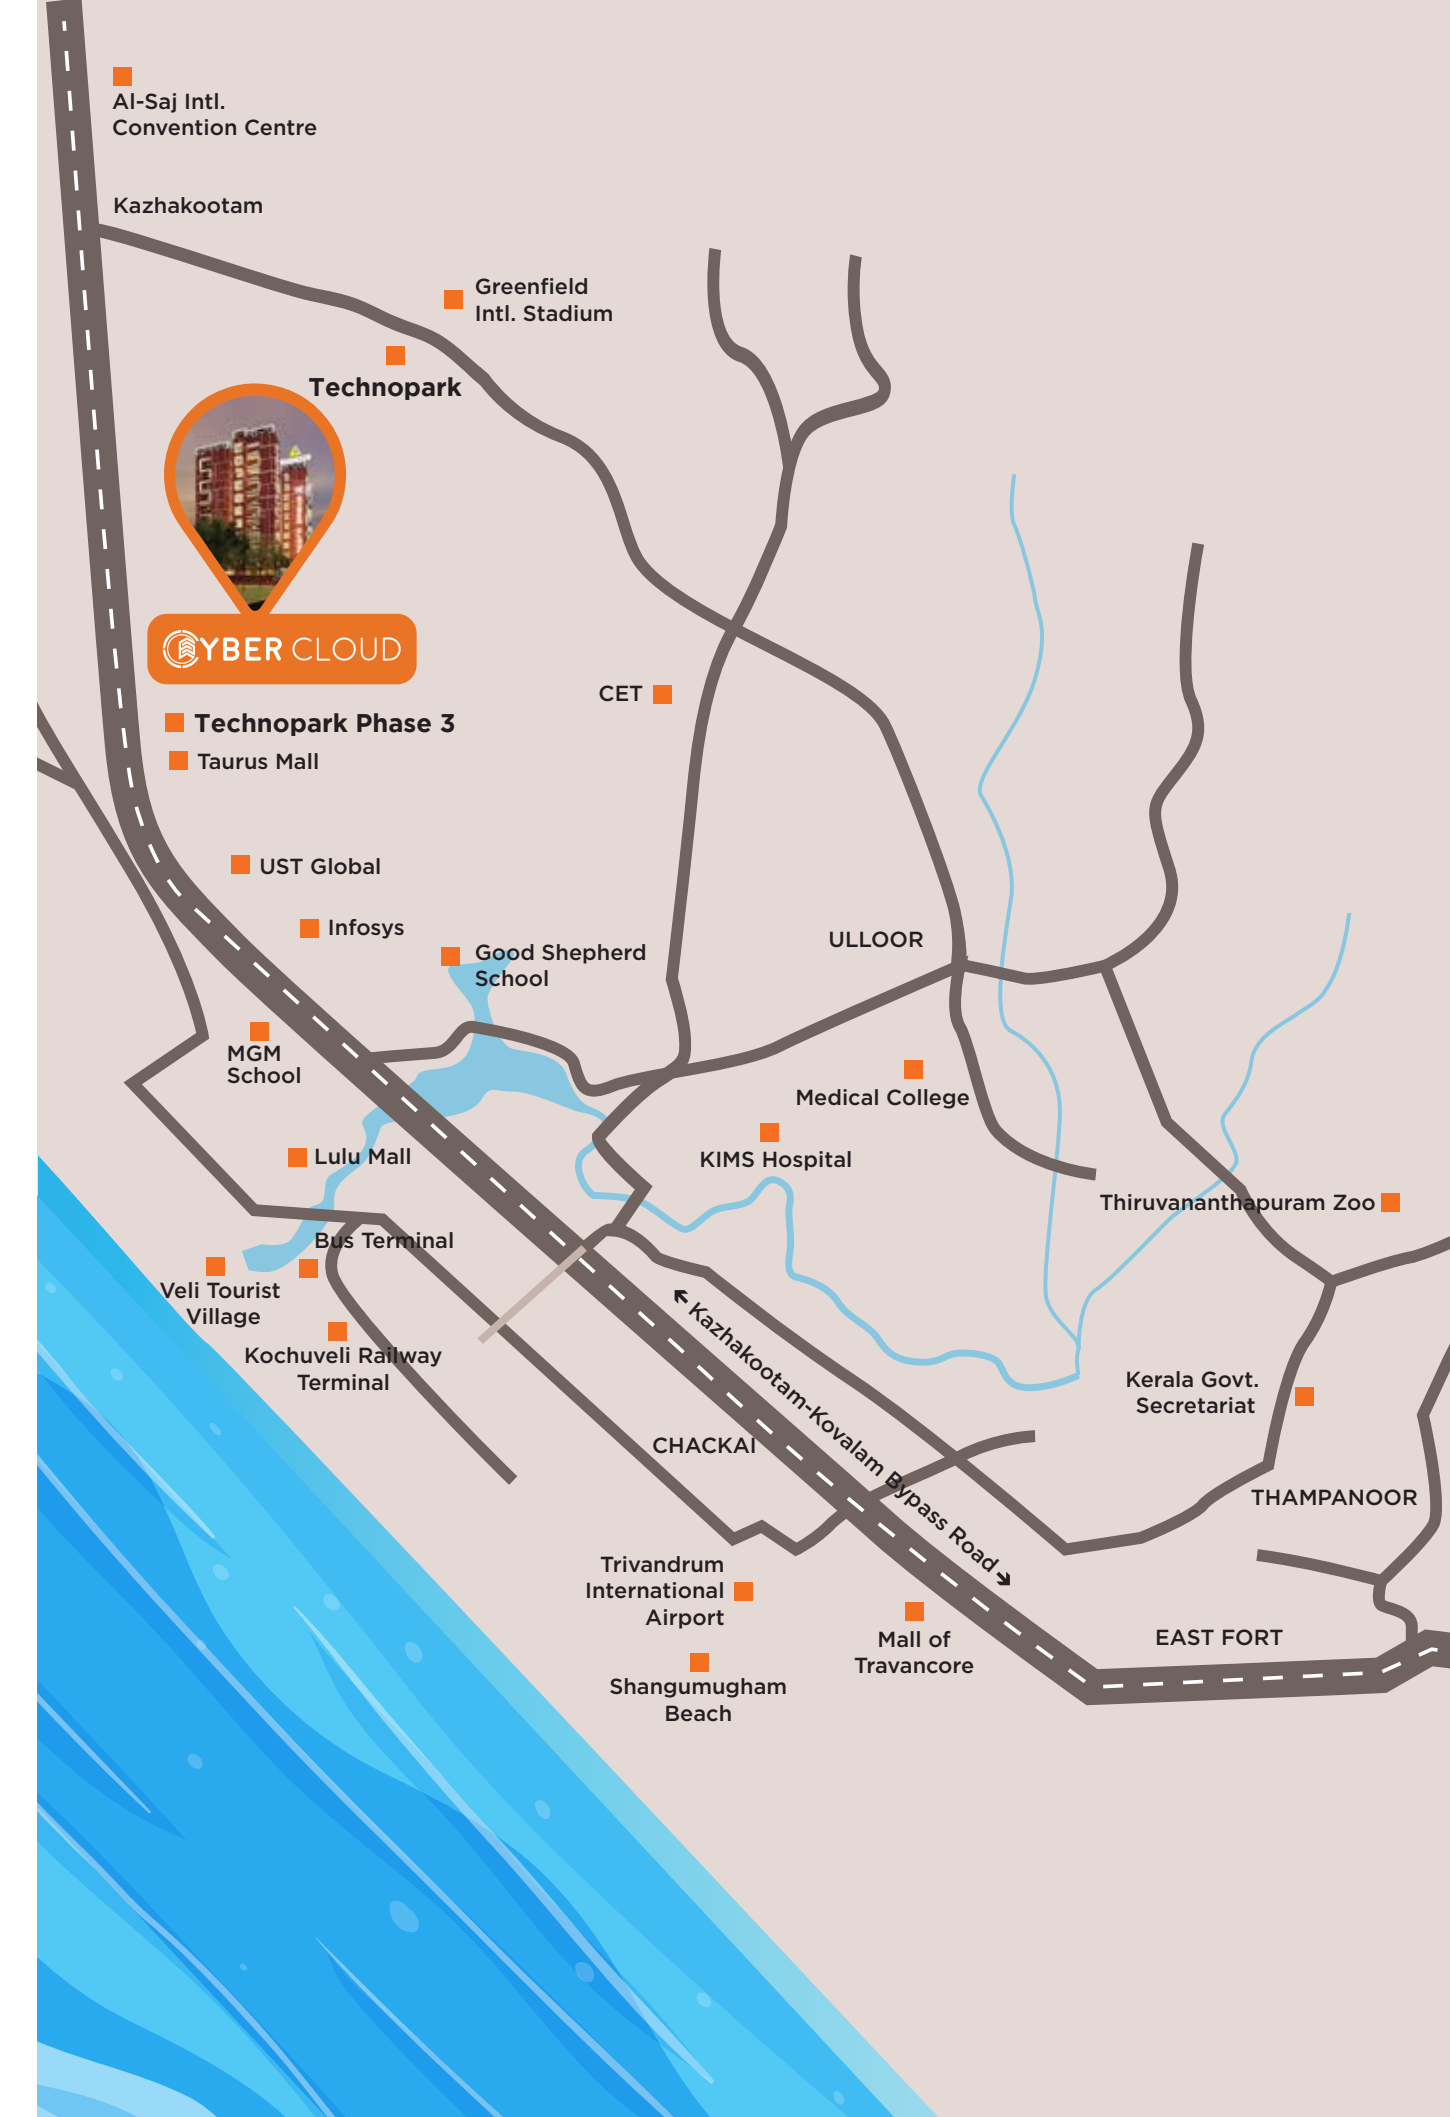 Al-Saj Intl.
Convention Centre
Kazhakootam
Greenfield
Intl. Stadium
Technopark
CYBER CLOUD
CET
Technopark Phase 3
Taurus Mall
UST Global
Infosys
Good Shepherd
School
ULLOOR
MGM
School
Medical College
Lulu Mall
KIMS Hospital
Thiruvananthapuram Zoo
Bus Terminal
Veli Tourist
Village
Kochuveli Railway
Terminal
Kazhakootam-Kovalam Bypass Road
Kerala Govt.
Secretariat
CHACKAI
THAMPANOOR
Trivandrum
International
Airport
Mall of
Travancore
EAST FORT
Shangumugham
Beach